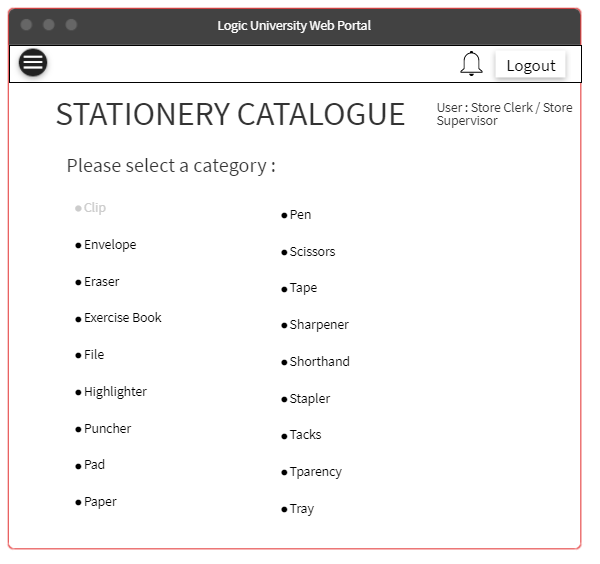 Logic University Web Portal
Logout
STATIONERY CATALOGUE
User : Store Clerk / Store
Supervisor
Please select a category :
Clip
Envelope
Eraser
Exercise Book
File
Highlighter
Puncher
Pad
Paper
Pen
Scissors
Tape
Sharpener
Shorthand
Stapler
Tacks
Tparency
Tray